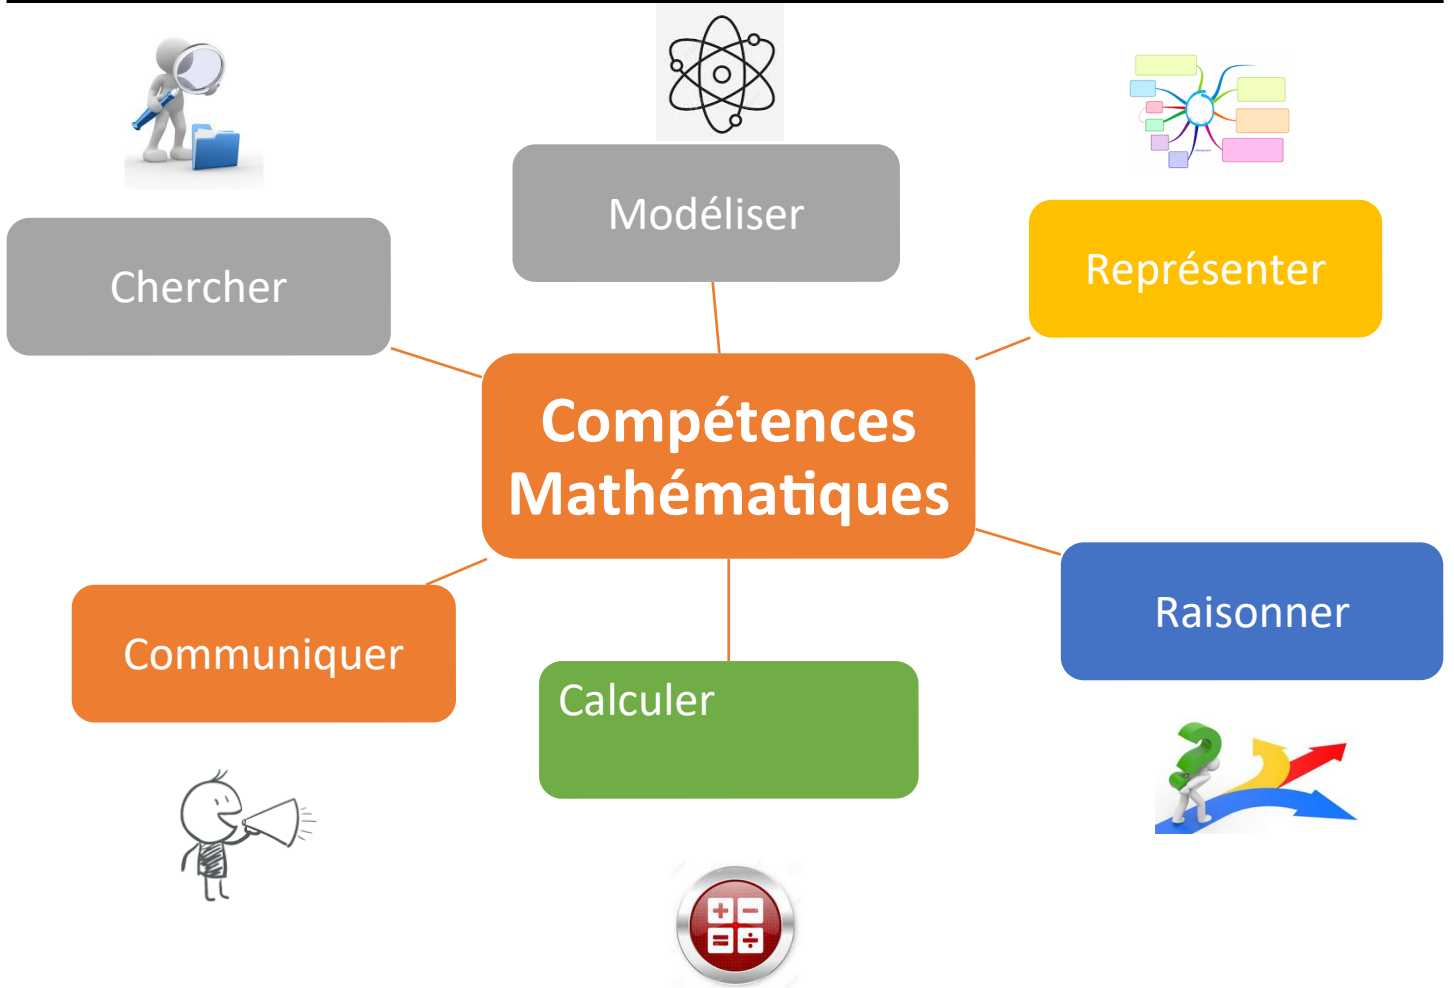 Modéliser
Chercher
Représenter
Compétences
Mathématiques
Communiquer
Raisonner
Calculer